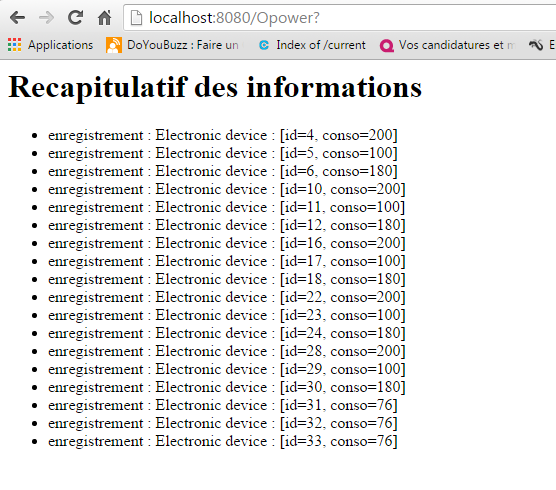 localhost:8080/Opower?
Applications DoYouBuzz : Faire un Index of /current Vos candidatures et m E
Recapitulatif des informations
• enregistrement : Electronic device : [id=4, conso=200]
• enregistrement : Electronic device : [id=5, conso=100]
• enregistrement : Electronic device : [id=6, conso=180]
• enregistrement : Electronic device : [id=10, conso=200]
• enregistrement : Electronic device : [id=11, conso=100]
• enregistrement : Electronic device : [id=12, conso=180]
• enregistrement : Electronic device : [id=16, conso=200]
• enregistrement : Electronic device : [id=17, conso=100]
• enregistrement : Electronic device : [id=18, conso=180]
• enregistrement : Electronic device : [id=22, conso=200]
• enregistrement : Electronic device : [id=23, conso=100]
• enregistrement : Electronic device : [id=24, conso=180]
• enregistrement : Electronic device : [id=28, conso=200]
• enregistrement : Electronic device : [id=29, conso=100]
• enregistrement : Electronic device : [id=30, conso=180]
• enregistrement : Electronic device : [id=31, conso=76]
• enregistrement : Electronic device : [id=32, conso=76]
• enregistrement : Electronic device : [id=33, conso=76]